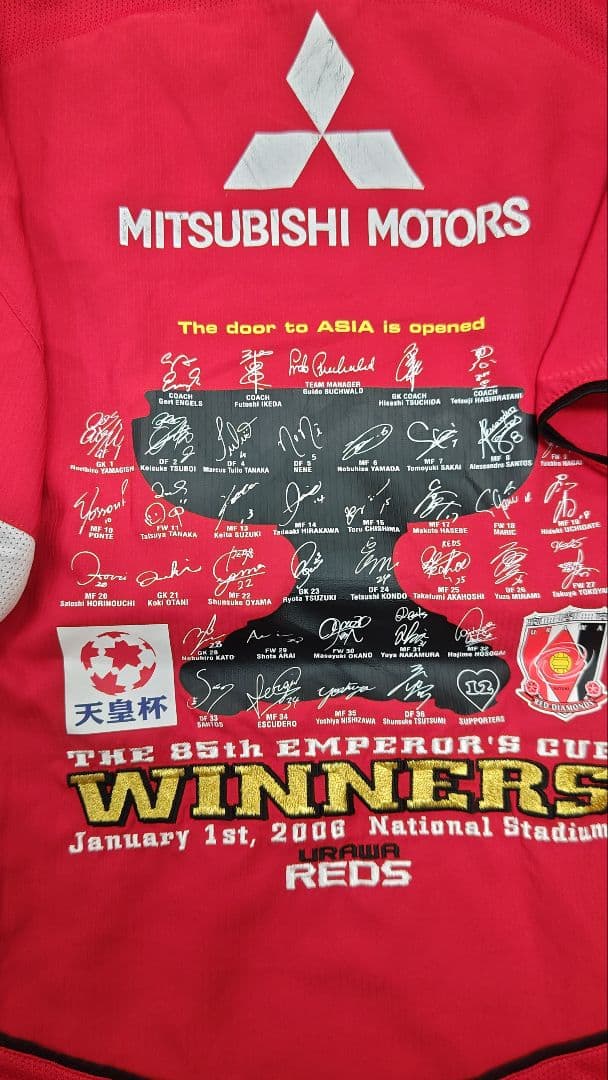 MITSUBISHI MOTORS
The door to ASIA is opened
COACH Gert ENGELS
COACH Futoshi IKEDA
TEAM MANAGER Guido BUCHWALD
GK COACH Hisashi TSUCHIDA
COACH Tetsuji HASHIRATANI
GK 1 Norihiro YAMAGISHI
DF 2 Keisuke TSUBOI
DF 4 Marcus Tulio TANAKA
DF 5 NENE
MF 6 Nobuhisa YAMADA
MF 7 Tomoyuki SAKAI
MF 8 Alessandro SANTOS
MF 10 PONTE
FW 11 Tatsuya TANAKA
MF 13 Keita SUZUKI
MF 14 Tadaaki HIRAKAWA
MF 16 Toru CHISHIMA
MF 17 Makoto HASEBE
FW 18 MARIC
MF 19 Hideki UCHIDATE
MF 20 Satoshi HORINOUCHI
GK 21 Koki OTANI
MF 22 Shunsuke OYAMA
GK 23 Ryota TSUZUKI
DF 24 Tetsushi KONDO
MF 25 Takafumi AKAHOSHI
DF 26 Yuzo MINAMI
FW 27 Takuya YOKOYAMA
GK 28 Nobuhiro KATO
FW 29 Shota ARAI
FW 30 Masayuki OKANO
MF 31 Yuya NAKAMURA
MF 32 Hajime HOSOGAI
DF 33 SAITOS
MF 34 ESCUDERO
MF 35 Yoshiya NISHIZAWA
DF 36 Shunsuke TSUTSUMI
12
SUPPORTERS
天皇杯
RED DIAMONDS
THE 85th EMPEROR'S CUP
WINNERS
January 1st, 2006 National Stadium
URAWA
REDS